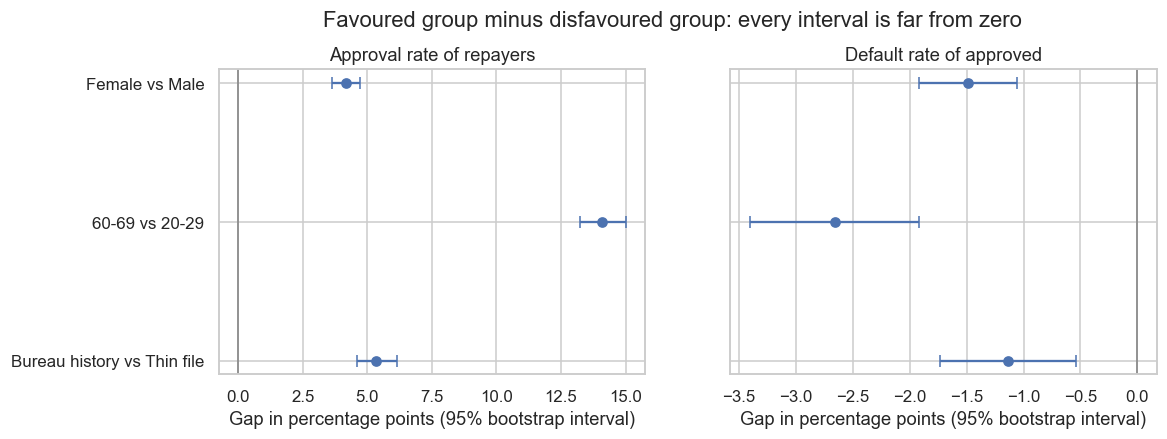 Favoured group minus disfavoured group: every interval is far from zero
Approval rate of repayers
Default rate of approved
Female vs Male
60-69 vs 20-29
Bureau history vs Thin file
0.0 2.5 5.0 7.5 10.0 12.5 15.0
−3.5 −3.0 −2.5 −2.0 −1.5 −1.0 −0.5 0.0
Gap in percentage points (95% bootstrap interval)
Gap in percentage points (95% bootstrap interval)